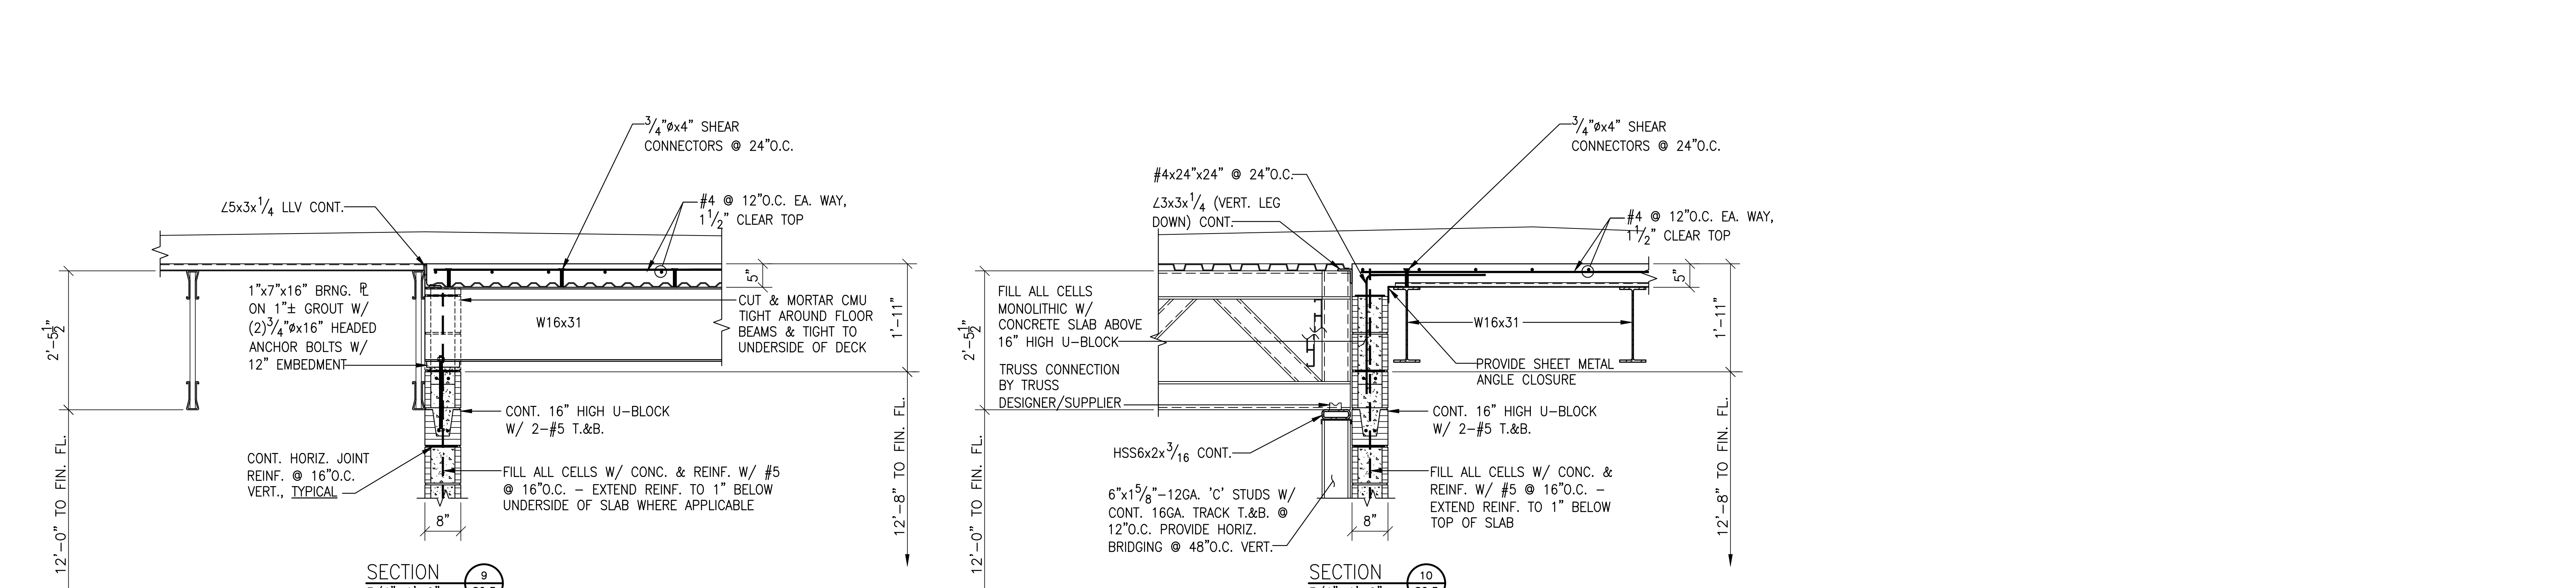 3/4"øx4" SHEAR
CONNECTORS @ 24"O.C.
∠5x3x1/4 LLV CONT.
#4 @ 12"O.C. EA. WAY,
1 1/2" CLEAR TOP
5"
1"x7"x16" BRNG. ℄
ON 1"± GROUT W/
(2)3/4"øx16" HEADED
ANCHOR BOLTS W/
12" EMBEDMENT
W16x31
CUT & MORTAR CMU
TIGHT AROUND FLOOR
BEAMS & TIGHT TO
UNDERSIDE OF DECK
2'-5 1/2"
1'-11"
CONT. 16" HIGH U-BLOCK
W/ 2-#5 T.&B.
CONT. HORIZ. JOINT
REINF. @ 16"O.C.
VERT., TYPICAL
FILL ALL CELLS W/ CONC. & REINF. W/ #5
@ 16"O.C. - EXTEND REINF. TO 1" BELOW
UNDERSIDE OF SLAB WHERE APPLICABLE
8"
12'-0" TO FIN. FL.
12'-8" TO FIN. FL.
SECTION
9
3/4"øx4" SHEAR
CONNECTORS @ 24"O.C.
#4x24"x24" @ 24"O.C.
∠3x3x1/4 (VERT. LEG
DOWN) CONT.
#4 @ 12"O.C. EA. WAY,
1 1/2" CLEAR TOP
5"
FILL ALL CELLS
MONOLITHIC W/
CONCRETE SLAB ABOVE
16" HIGH U-BLOCK
TRUSS CONNECTION
BY TRUSS
DESIGNER/SUPPLIER
W16x31
PROVIDE SHEET METAL
ANGLE CLOSURE
2'-5 1/2"
1'-11"
CONT. 16" HIGH U-BLOCK
W/ 2-#5 T.&B.
HSS6x2x3/16 CONT.
6"x1 5/8"-12GA. 'C' STUDS W/
CONT. 16GA. TRACK T.&B. @
12"O.C. PROVIDE HORIZ.
BRIDGING @ 48"O.C. VERT.
FILL ALL CELLS W/ CONC. &
REINF. W/ #5 @ 16"O.C. -
EXTEND REINF. TO 1" BELOW
TOP OF SLAB
8"
12'-0" TO FIN. FL.
12'-8" TO FIN. FL.
SECTION
10